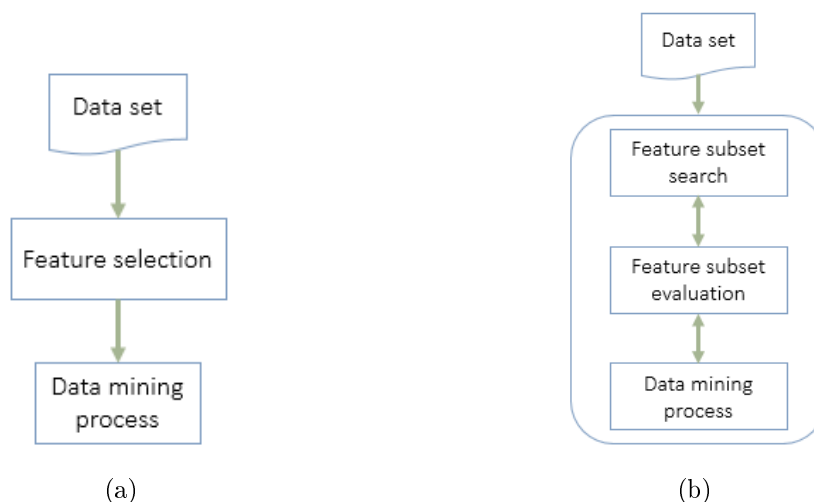 Data set
Feature selection
Data mining
process
(a)
Data set
Feature subset
search
Feature subset
evaluation
Data mining
process
(b)